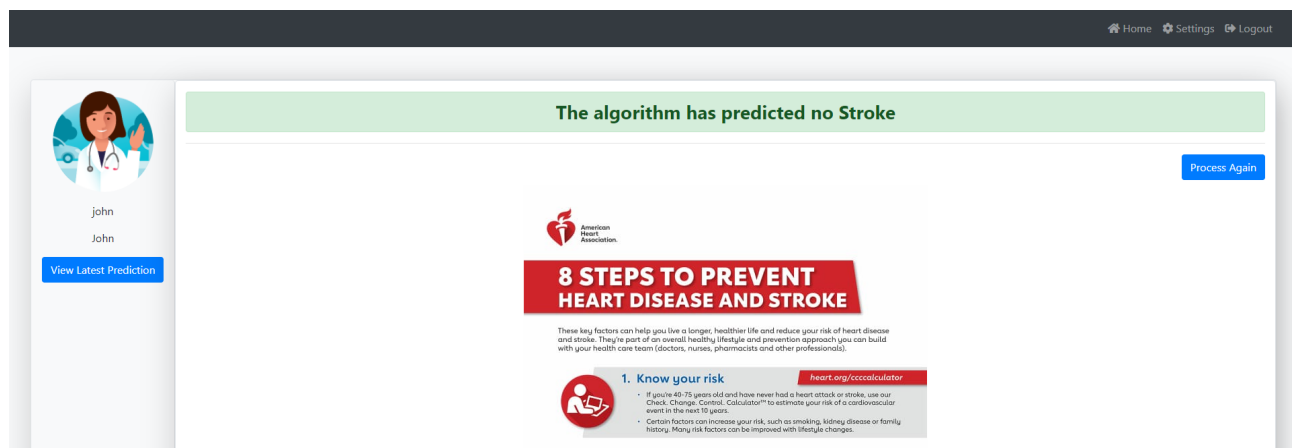 Home Settings Logout
The algorithm has predicted no Stroke
Process Again
john
John
View Latest Prediction
American
Heart
Association.
8 STEPS TO PREVENT
HEART DISEASE AND STROKE
These key factors can help you live a longer, healthier life and reduce your risk of heart disease
and stroke. They're part of an overall healthy lifestyle and prevention approach you can build
with your health care team (doctors, nurses, pharmacists and other professionals).
1. Know your risk
heart.org/ccccalculator
• If you're 40-75 years old and have never had a heart attack or stroke, use our
Check. Change. Control. Calculator™ to estimate your risk of a cardiovascular
event in the next 10 years.
• Certain factors can increase your risk, such as smoking, kidney disease or family
history. Many risk factors can be improved with lifestyle changes.